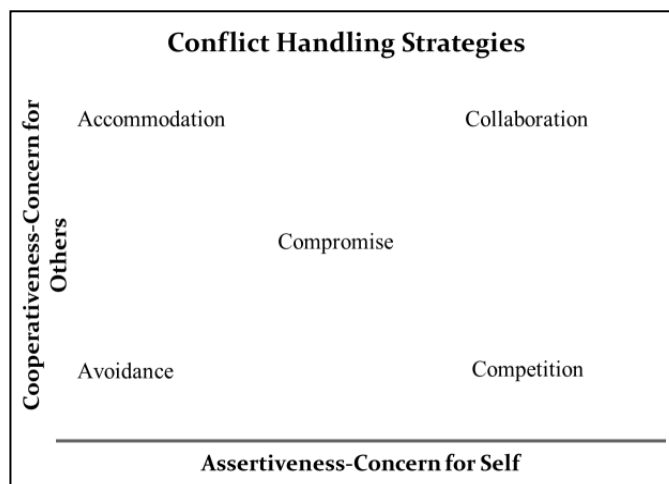 Conflict Handling Strategies
Cooperativeness-Concern for
Others
Accommodation
Collaboration
Compromise
Avoidance
Competition
Assertiveness-Concern for Self